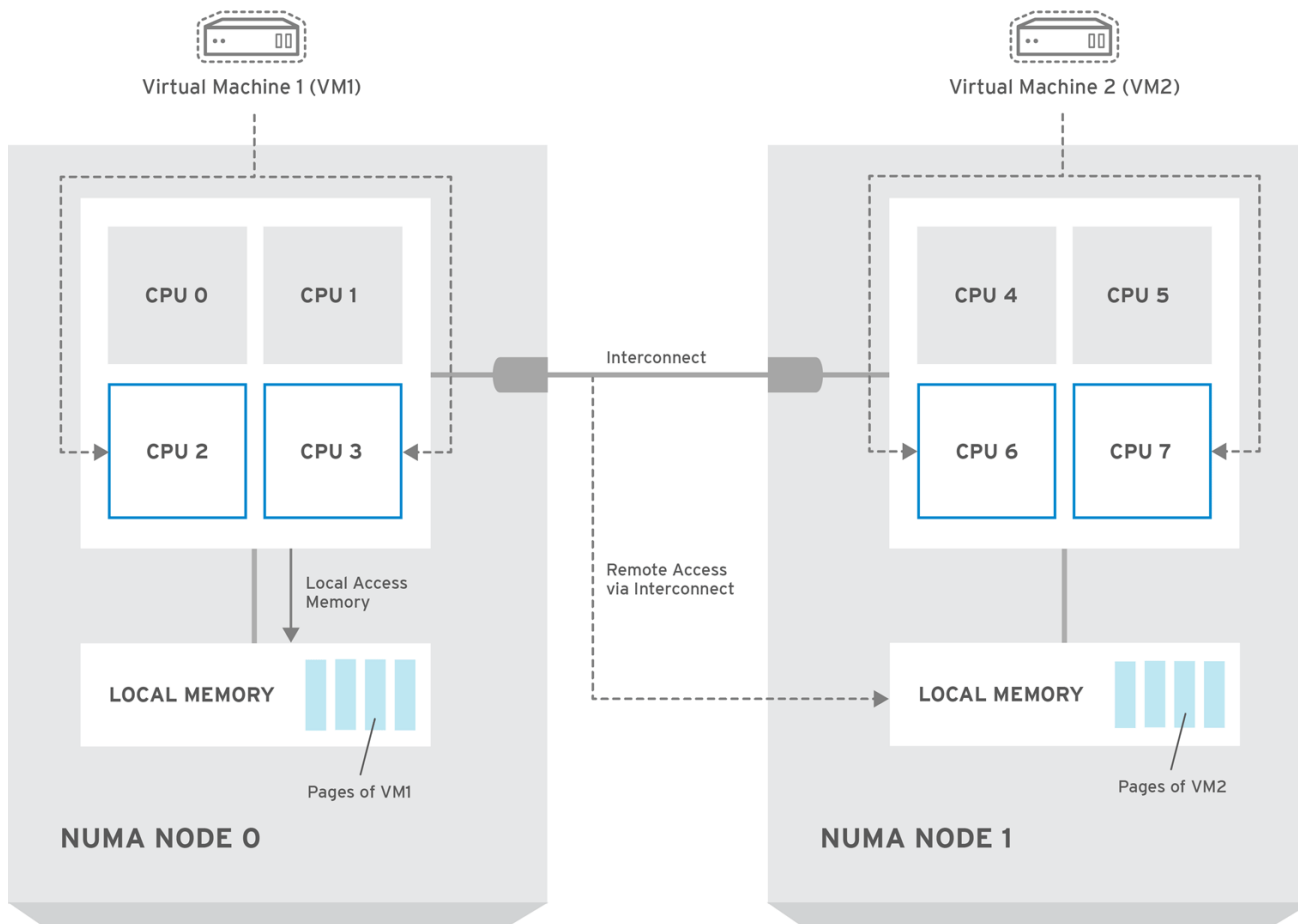 Virtual Machine 1 (VM1)
Virtual Machine 2 (VM2)
CPU 0
CPU 1
CPU 4
CPU 5
Interconnect
CPU 2
CPU 3
CPU 6
CPU 7
Local Access
Memory
Remote Access
via Interconnect
LOCAL MEMORY
LOCAL MEMORY
Pages of VM1
Pages of VM2
NUMA NODE 0
NUMA NODE 1